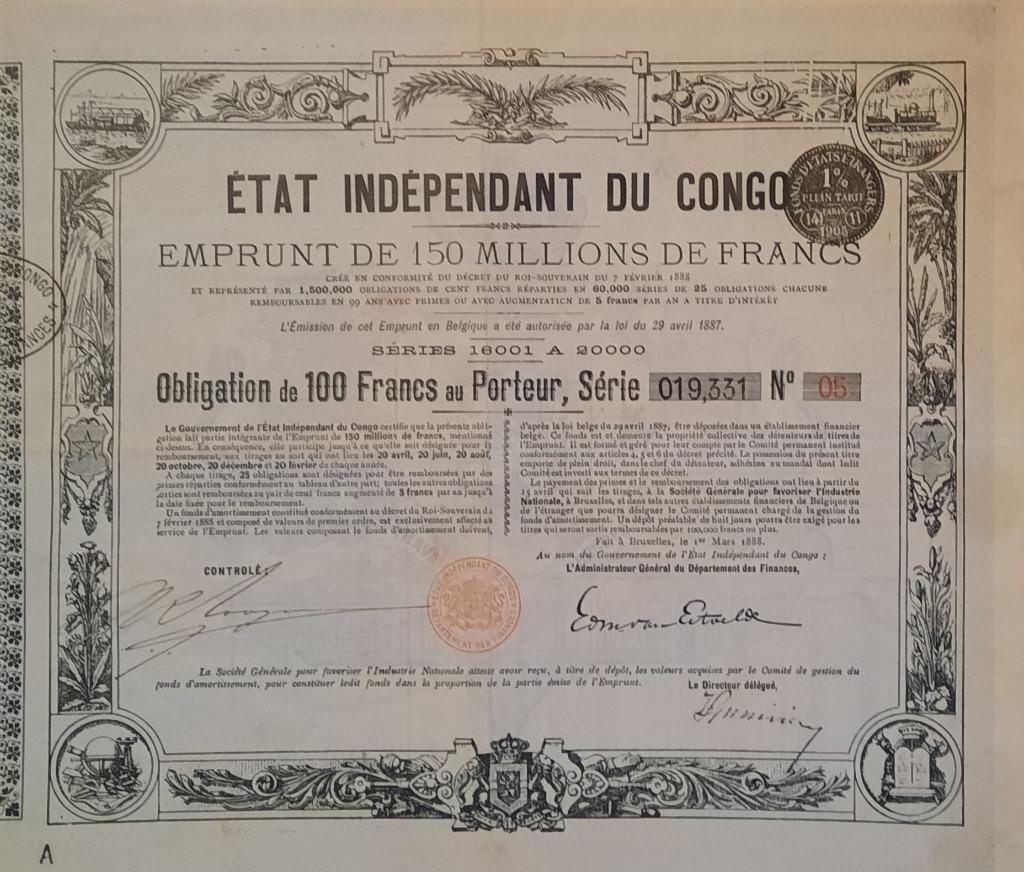 ÉTAT INDÉPENDANT DU CONGO
FONDS D'ÉTATS ÉTRANGERS
1%
PLEIN TARIF
PARIS
14 11
1905
EMPRUNT DE 150 MILLIONS DE FRANCS
CRÉÉ EN CONFORMITÉ DU DÉCRET DU ROI-SOUVERAIN DU 7 FÉVRIER 1888
ET REPRÉSENTÉ PAR 1,500,000 OBLIGATIONS DE CENT FRANCS RÉPARTIES EN 60,000 SÉRIES DE 25 OBLIGATIONS CHACUNE
REMBOURSABLES EN 99 ANS AVEC PRIMES OU AVEC AUGMENTATION DE 5 francs PAR AN A TITRE D'INTÉRÊT
L'Émission de cet Emprunt en Belgique a été autorisée par la loi du 29 avril 1887.
SÉRIES 16001 A 20000
Obligation de 100 Francs au Porteur, Série 019,331 Nº 05
Le Gouvernement de l'État Indépendant du Congo certifie que la présente obli-
gation fait partie intégrante de l'Emprunt de 150 millions de francs, mentionné
ci-dessus. En conséquence, elle participe jusqu'à ce qu'elle soit désignée pour le
remboursement, aux tirages au sort qui ont lieu les 20 avril, 20 juin, 20 août,
20 octobre, 20 décembre et 20 février de chaque année.
A chaque tirage, 25 obligations sont désignées pour être remboursées par des
primes réparties conformément au tableau d'autre part; toutes les autres obligations
sorties sont remboursées au pair de cent francs augmenté de 5 francs par an jusqu'à
la date fixée pour le remboursement.
Un fonds d'amortissement constitué conformément au décret du Roi-Souverain du
7 février 1888 et composé de valeurs de premier ordre, est exclusivement affecté au
service de l'Emprunt. Les valeurs composant le fonds d'amortissement doivent,
d'après la loi belge du 29 avril 1887, être déposées dans un établissement financier
belge. Ce fonds est et demeure la propriété collective des détenteurs de titres de
l'Emprunt. Il est formé et géré pour leur compte par le Comité permanent institué
conformément aux articles 4, 5 et 6 du décret précité. La possession du présent titre
emporte de plein droit, dans le chef du détenteur, adhésion au mandat dont ledit
Comité est investi aux termes de ce décret.
Le payement des primes et le remboursement des obligations ont lieu à partir du
15 avril qui suit les tirages, à la Société Générale pour favoriser l'Industrie
Nationale, à Bruxelles, et dans tels autres établissements financiers de Belgique ou
de l'étranger que pourra désigner le Comité permanent chargé de la gestion du
fonds d'amortissement. Un dépôt préalable de huit jours pourra être exigé pour les
titres qui seront sortis remboursables par 100,000 francs ou plus.
Fait à Bruxelles, le 1er Mars 1888.
Au nom du Gouvernement de l'État Indépendant du Congo :
L'Administrateur Général du Département des Finances,
CONTROLÉ :
ÉTAT INDÉPENDANT DU CONGO
DÉPARTEMENT DES FINANCES
Edm van Eetvelde
La Société Générale pour favoriser l'Industrie Nationale atteste avoir reçu, à titre de dépôt, les valeurs acquises par le Comité de gestion du
fonds d'amortissement, pour constituer ledit fonds dans la proportion de la partie émise de l'Emprunt.
Le Directeur délégué,
CONGO
A